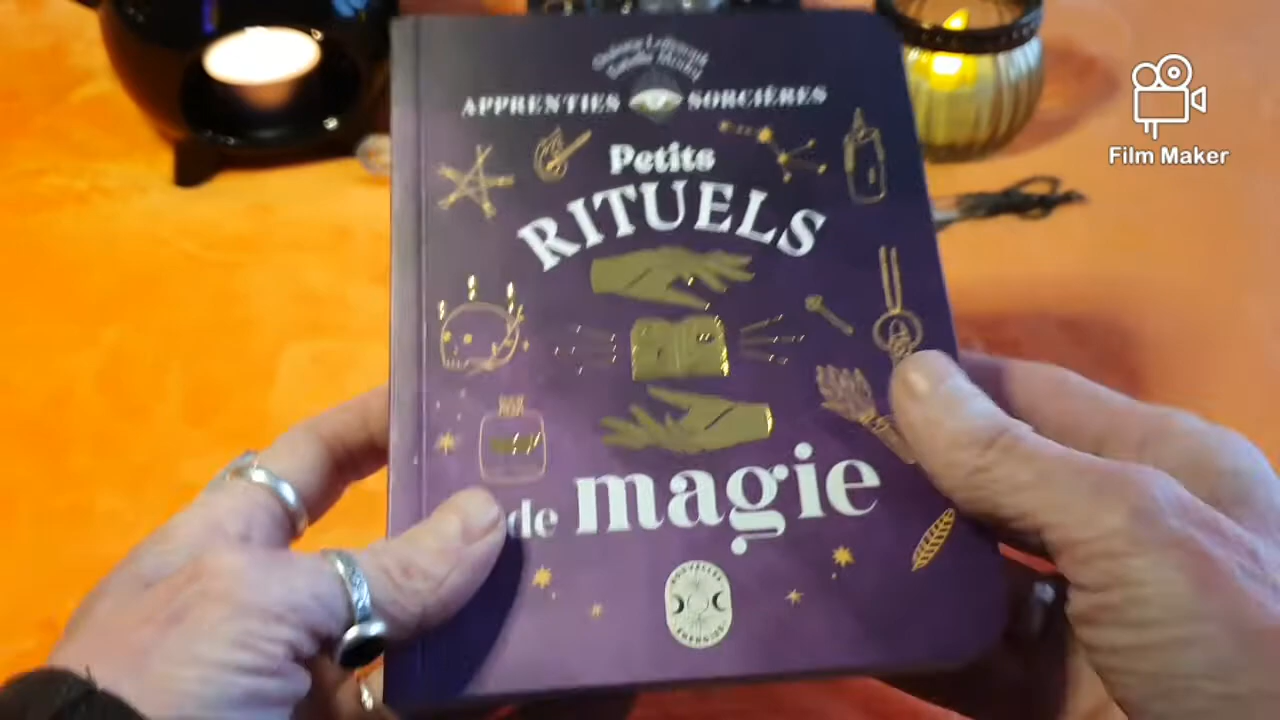 APPRENTIES SORCIÈRES
Petits
RITUELS
de magie
Film Maker